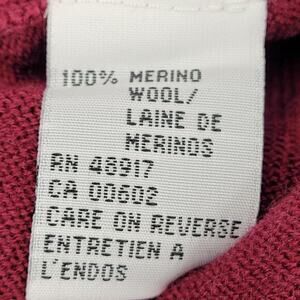 100% MERINO
WOOL/
LAINE DE
MERINOS
RN 48917
CA 00602
CARE ON REVERSE
ENTRETIEN A
L'ENDOS